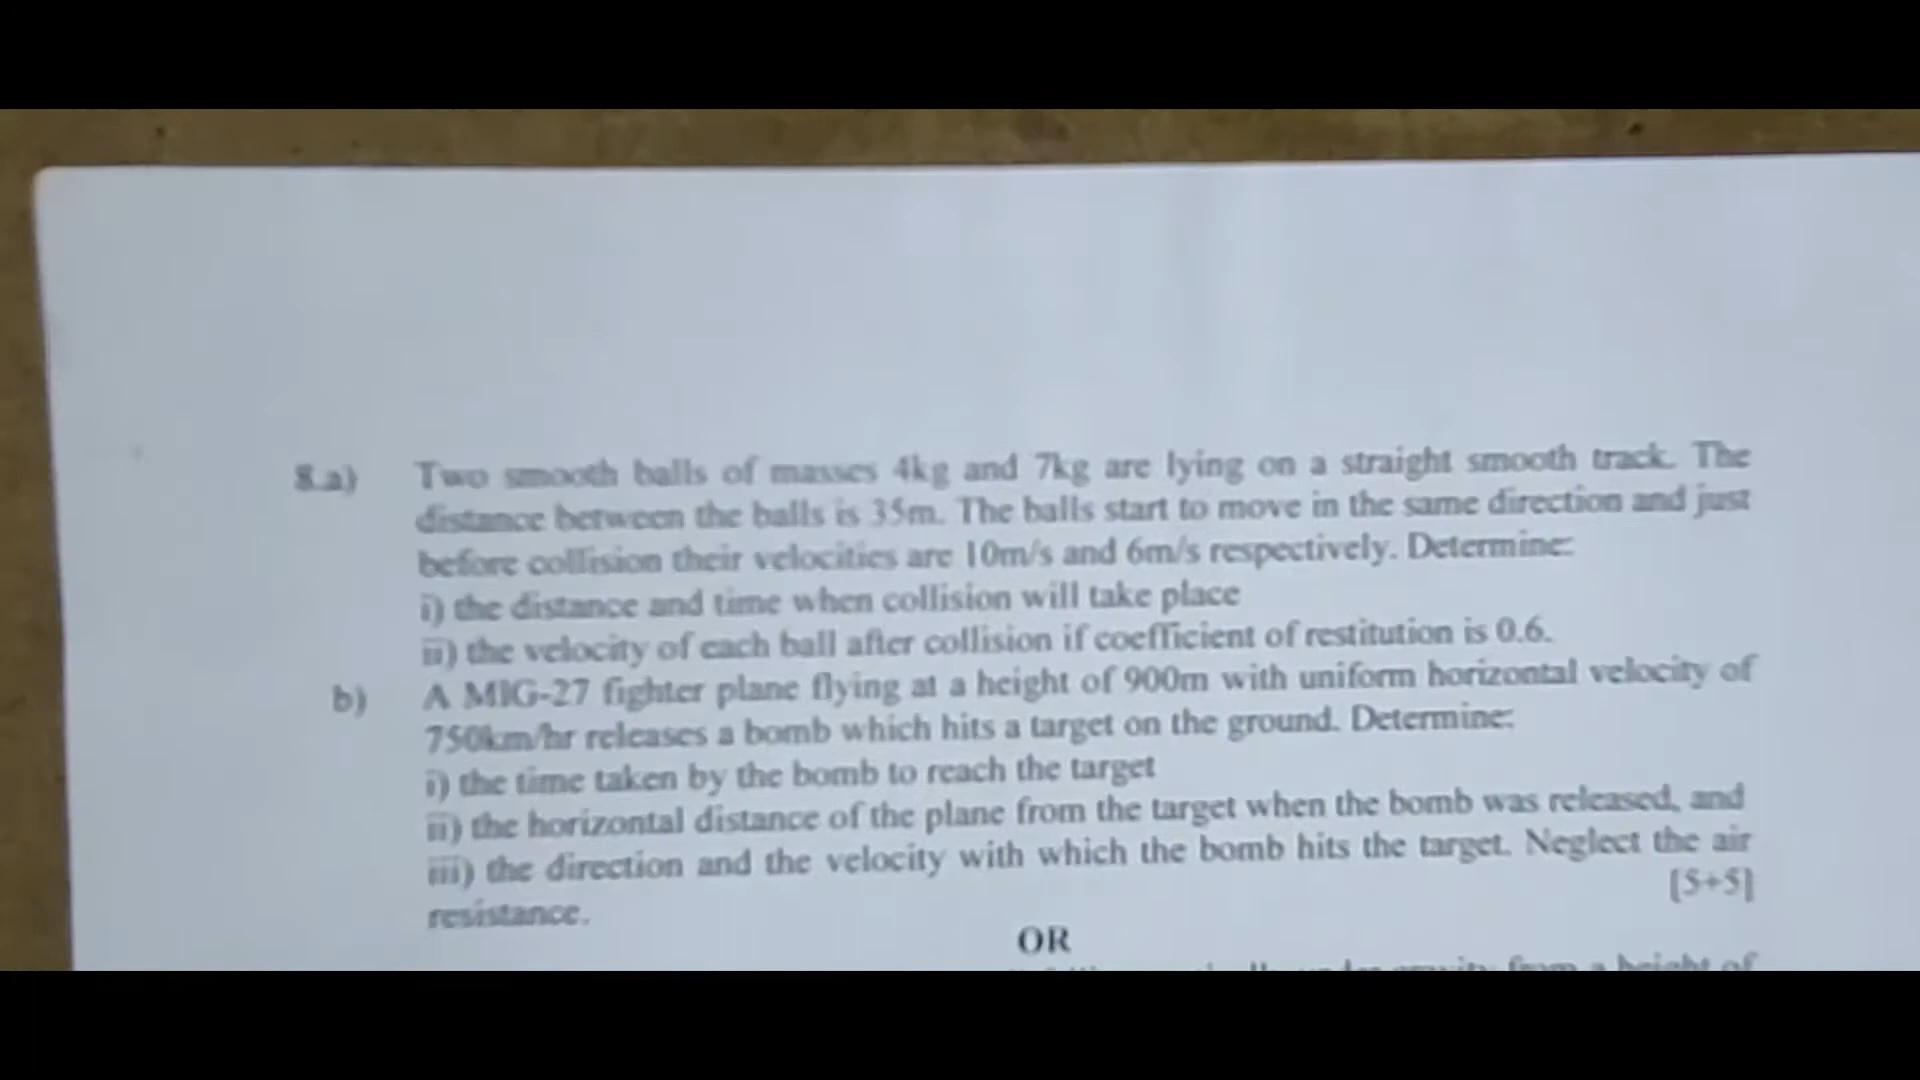 8.a) Two smooth balls of masses 4kg and 7kg are lying on a straight smooth track. The
distance between the balls is 35m. The balls start to move in the same direction and just
before collision their velocities are 10m/s and 6m/s respectively. Determine:
i) the distance and time when collision will take place
ii) the velocity of each ball after collision if coefficient of restitution is 0.6.
b) A MIG-27 fighter plane flying at a height of 900m with uniform horizontal velocity of
750km/hr releases a bomb which hits a target on the ground. Determine:
i) the time taken by the bomb to reach the target
ii) the horizontal distance of the plane from the target when the bomb was released, and
iii) the direction and the velocity with which the bomb hits the target. Neglect the air
resistance. [5+5]
OR
under gravity from a height of